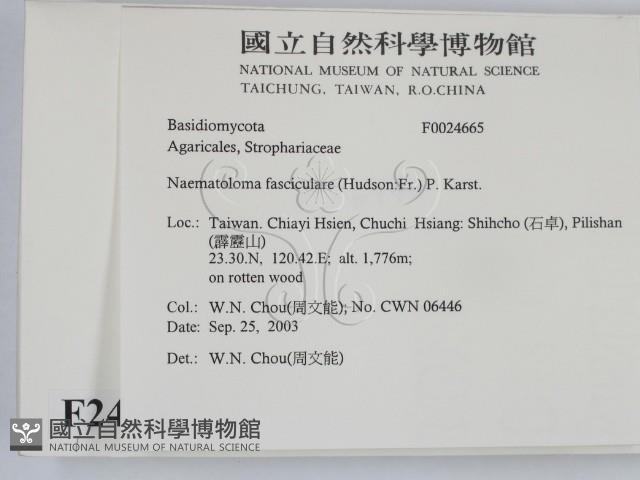 國立自然科學博物館
NATIONAL MUSEUM OF NATURAL SCIENCE
TAICHUNG, TAIWAN, R.O.CHINA
Basidiomycota F0024665
Agaricales, Strophariaceae
Naematoloma fasciculare (Hudson:Fr.) P. Karst.
Loc.: Taiwan. Chiayi Hsien, Chuchi Hsiang: Shihcho (石卓), Pilishan
(霹靂山)
23.30.N, 120.42.E; alt. 1,776m;
on rotten wood
Col.: W.N. Chou(周文能); No. CWN 06446
Date: Sep. 25, 2003
Det.: W.N. Chou(周文能)
F24
國立自然科學博物館
NATIONAL MUSEUM OF NATURAL SCIENCE